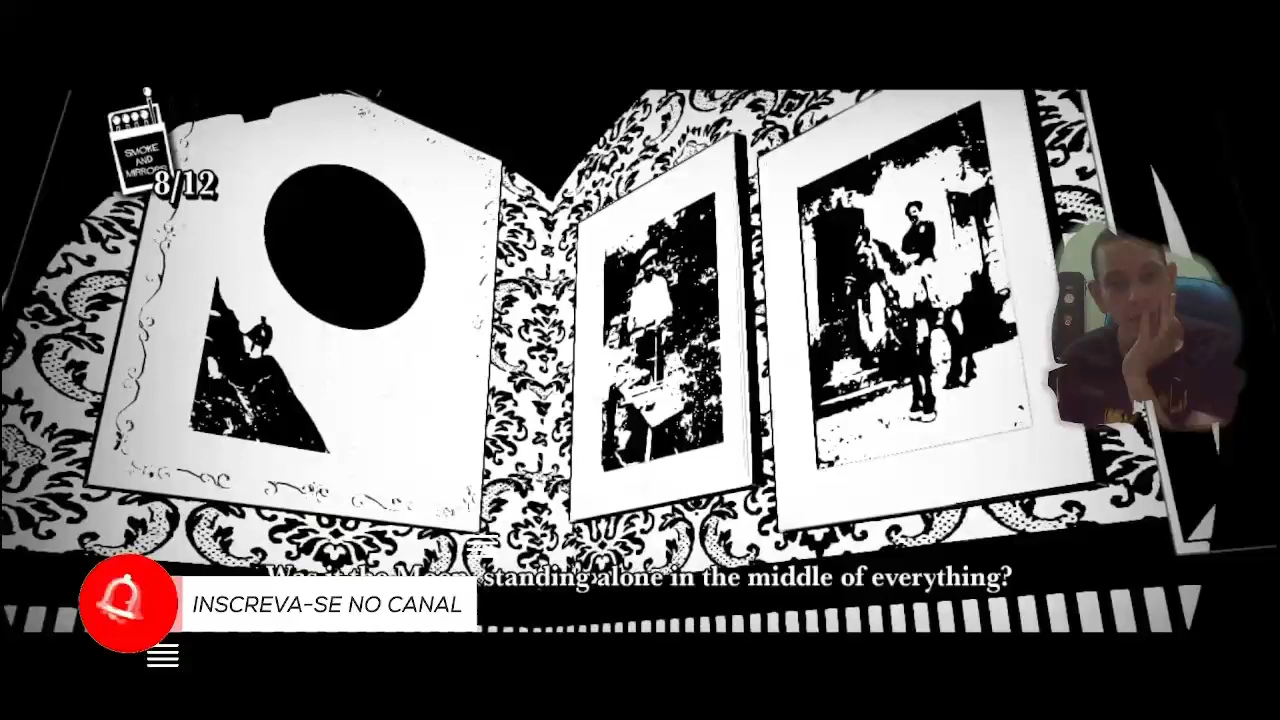 SMOKE
AND
MIRRORS
8/12
standing alone in the middle of everything?
INSCREVA-SE NO CANAL